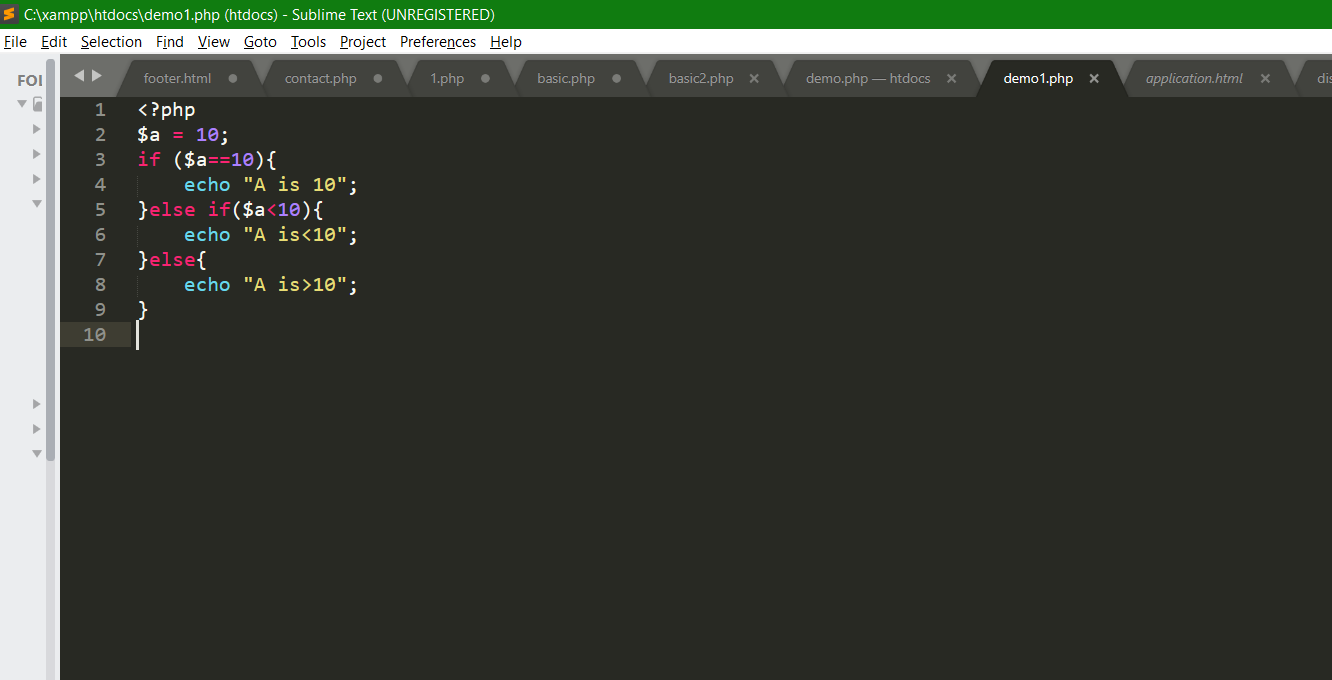 C:\xampp\htdocs\demo1.php (htdocs) - Sublime Text (UNREGISTERED)
File Edit Selection Find View Goto Tools Project Preferences Help
footer.html contact.php 1.php basic.php basic2.php demo.php — htdocs demo1.php application.html
1 <?php
2 $a = 10;
3 if ($a==10){
4     echo "A is 10";
5 }else if($a<10){
6     echo "A is<10";
7 }else{
8     echo "A is>10";
9 }
10